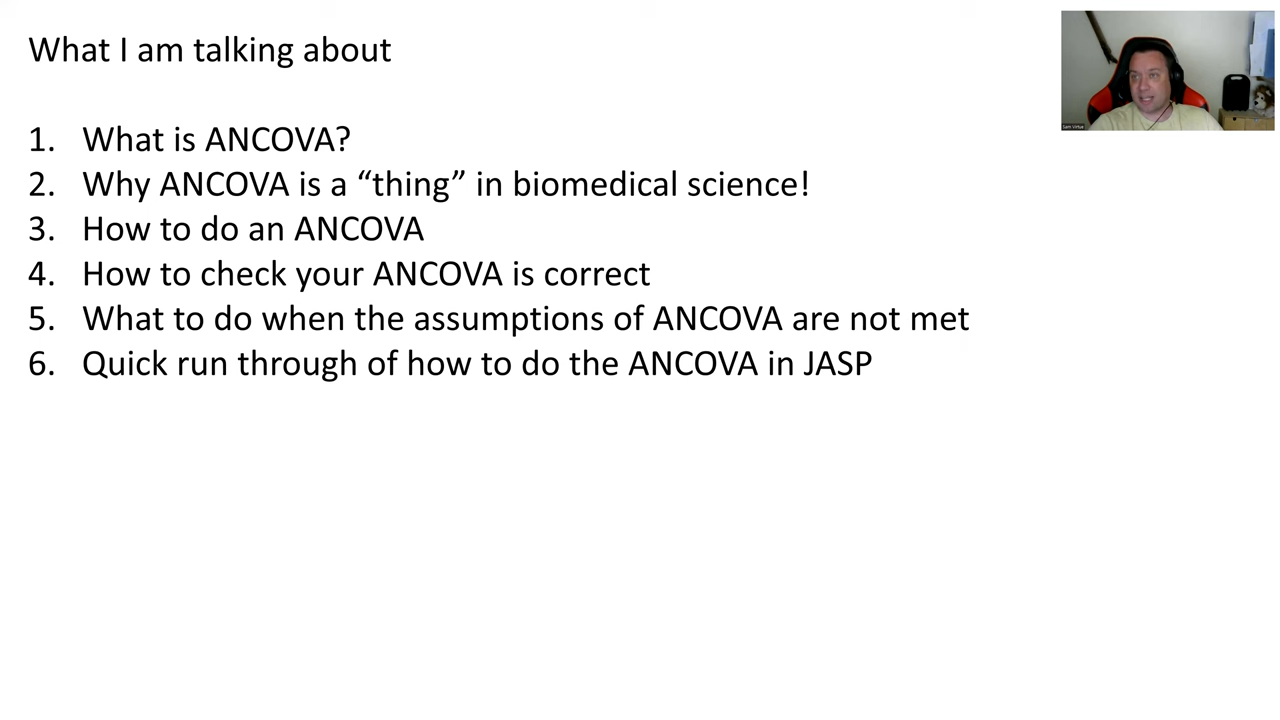 What I am talking about
1. What is ANCOVA?
2. Why ANCOVA is a “thing” in biomedical science!
3. How to do an ANCOVA
4. How to check your ANCOVA is correct
5. What to do when the assumptions of ANCOVA are not met
6. Quick run through of how to do the ANCOVA in JASP
Sam Virtue